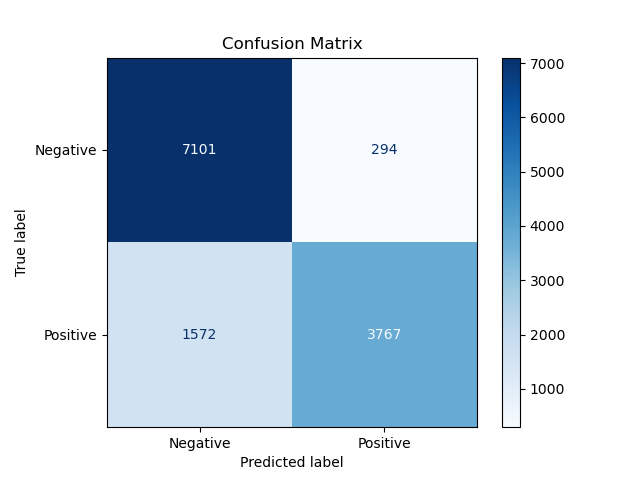 Confusion Matrix
7000
6000
5000
4000
3000
2000
1000
True label
Negative
7101
294
Positive
1572
3767
Negative
Positive
Predicted label